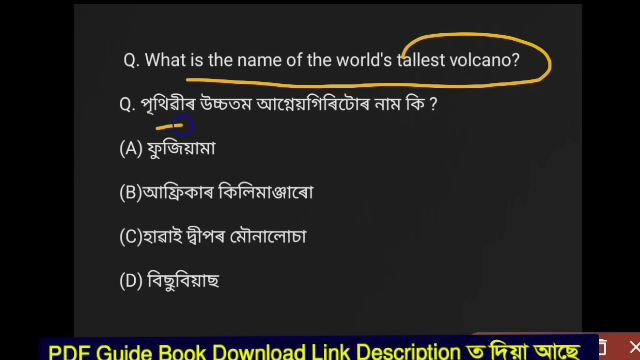 Q. What is the name of the world's tallest volcano?
Q. পৃথিৱীৰ উচ্চতম আগ্নেয়গিৰিটোৰ নাম কি ?
(A) ফুজিয়ামা
(B)আফ্ৰিকাৰ কিলিমাঞ্জাৰো
(C)হাৱাই দ্বীপৰ মৌনালোচা
(D) বিছুবিয়াছ
PDF Guide Book Download Link Description ত দিয়া আছে